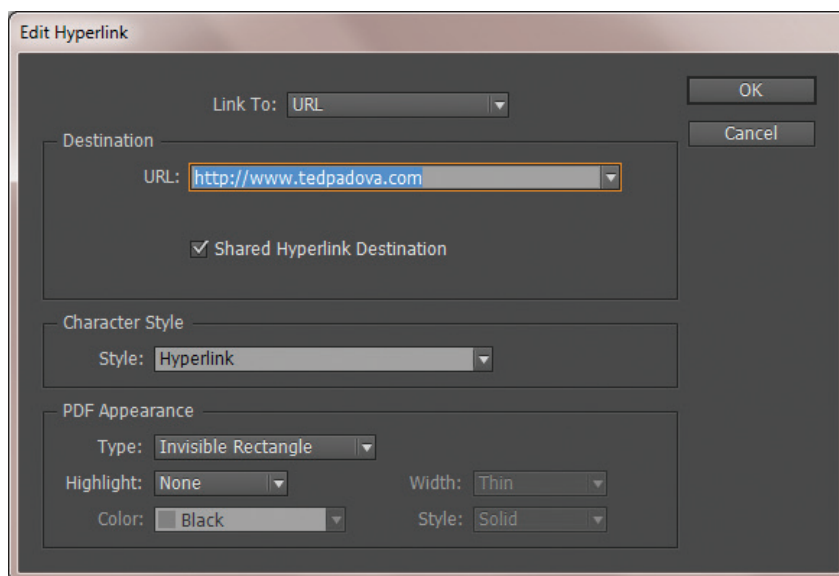 Edit Hyperlink
Link To: URL
OK
Cancel
Destination
URL: http://www.tedpadova.com
Shared Hyperlink Destination
Character Style
Style: Hyperlink
PDF Appearance
Type: Invisible Rectangle
Highlight: None Width: Thin
Color: Black Style: Solid